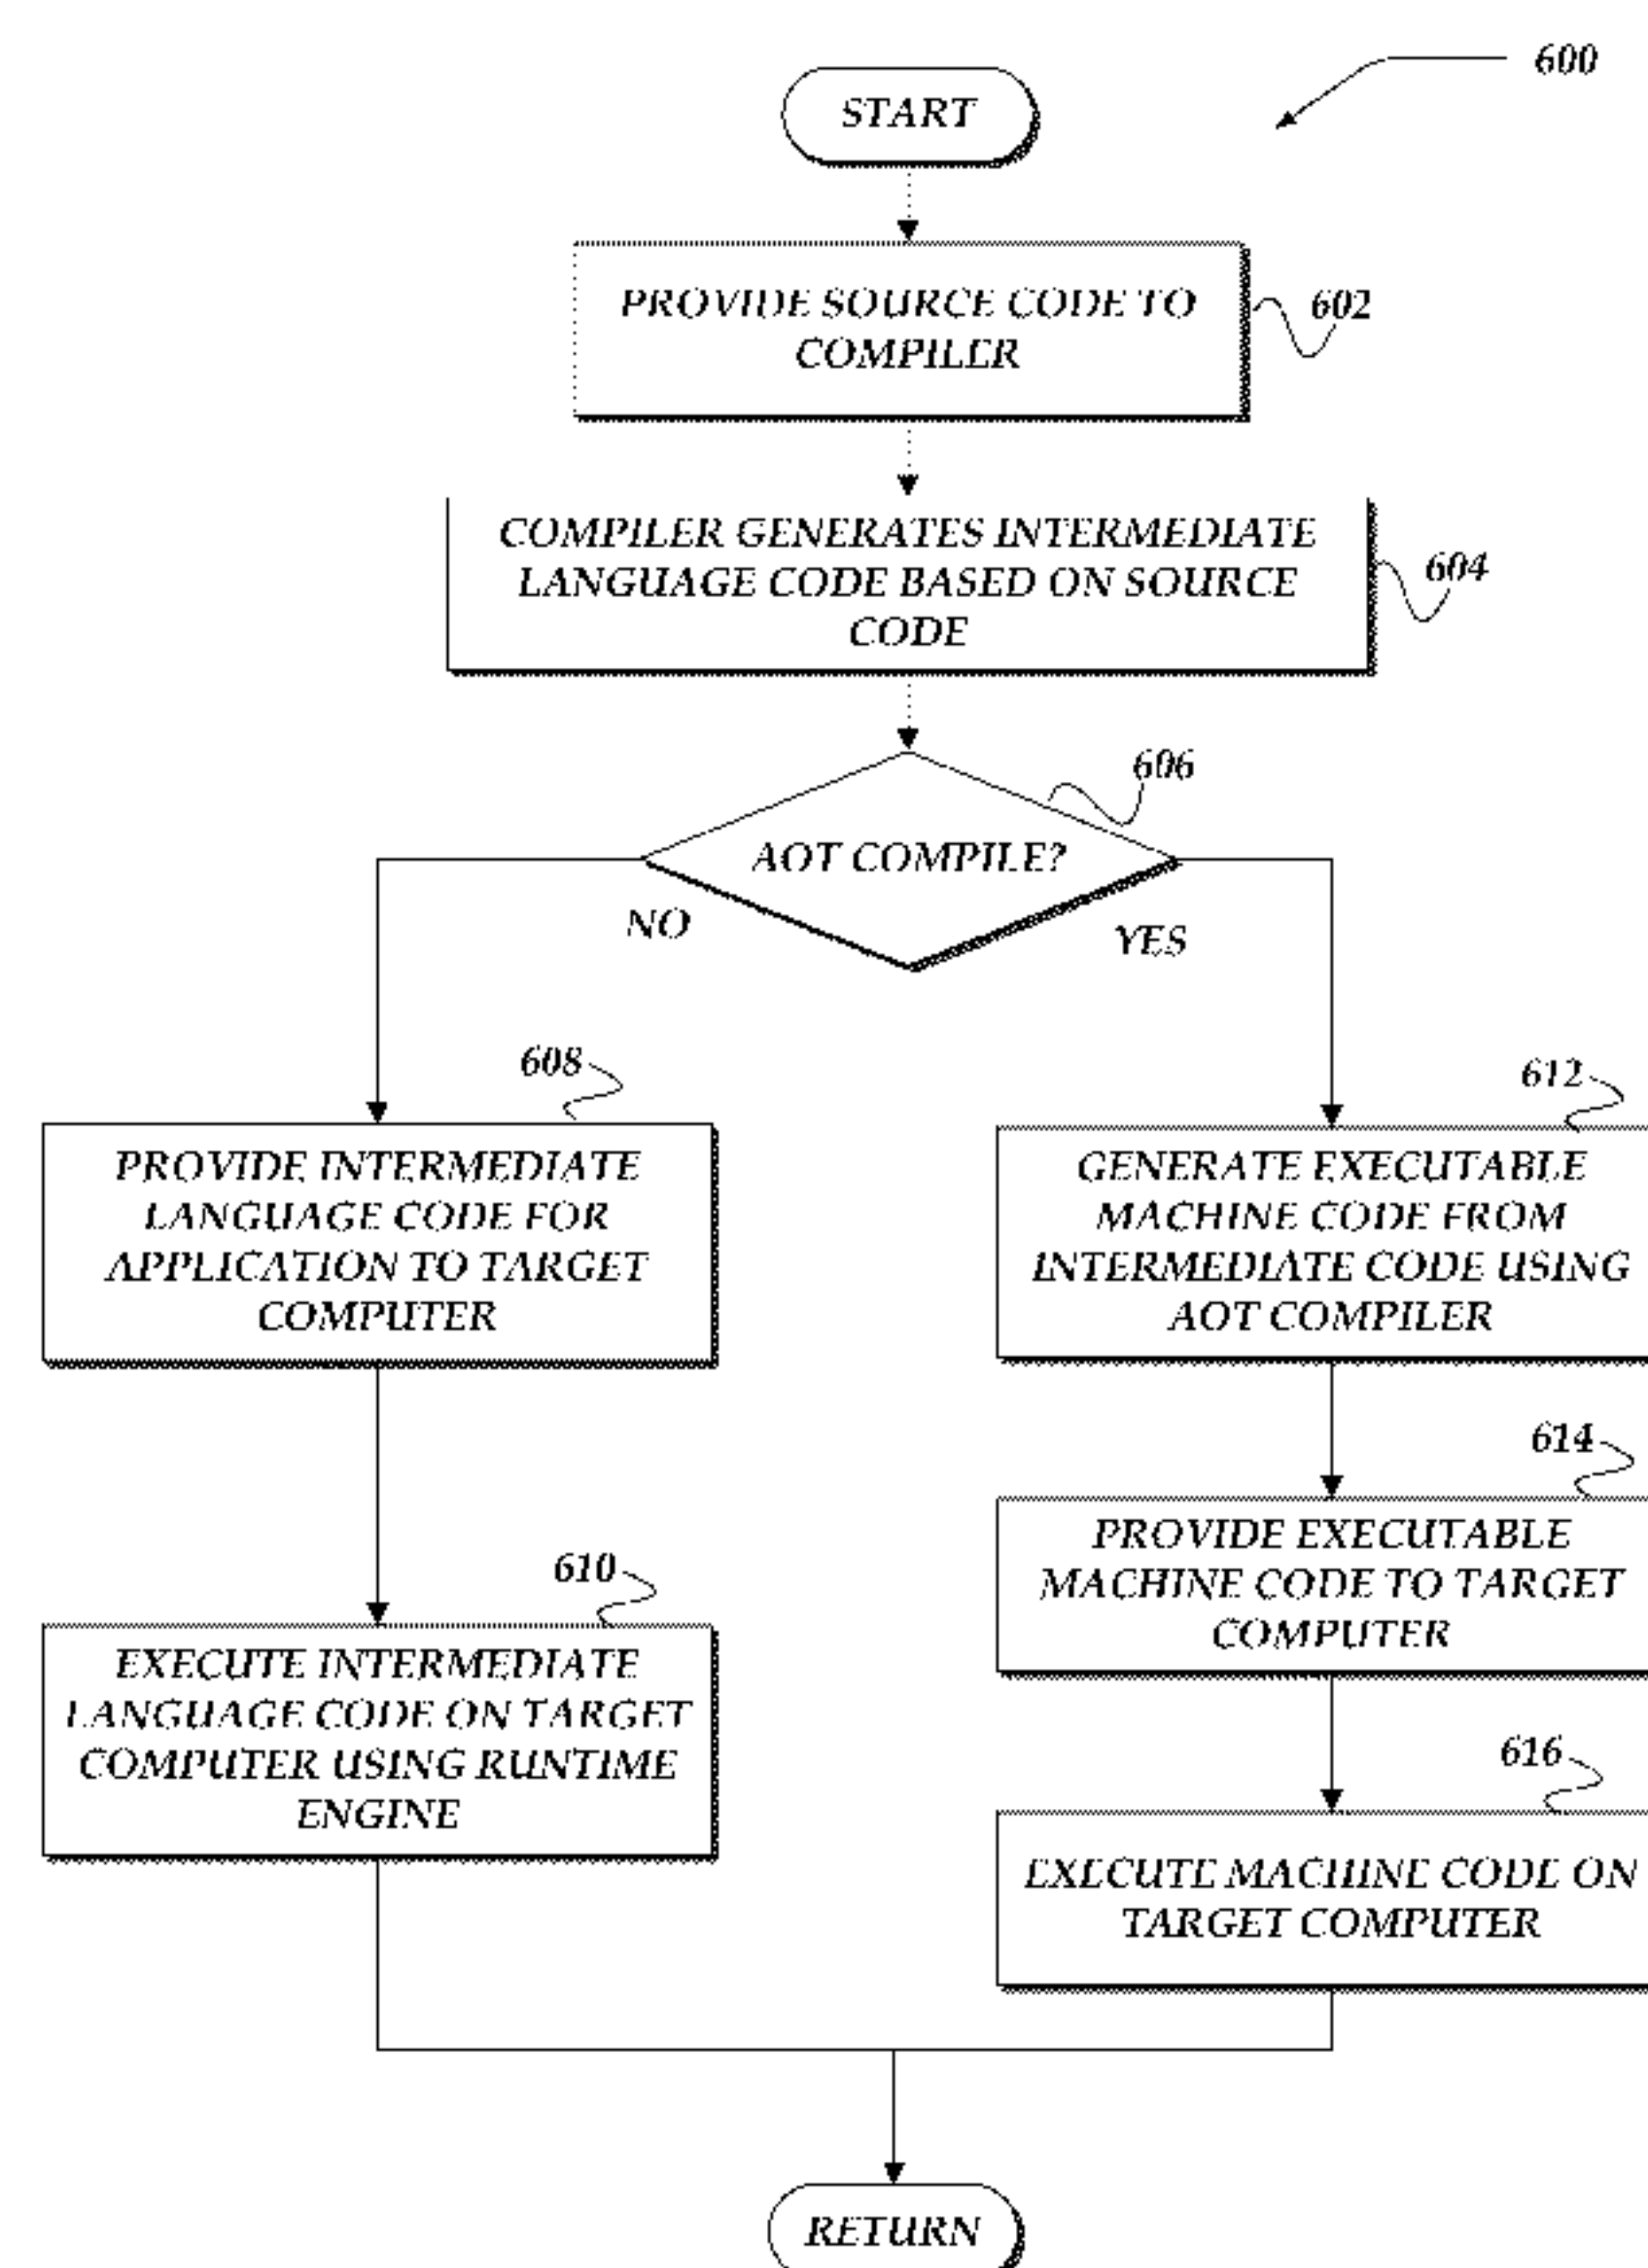 600
START
PROVIDE SOURCE CODE TO
COMPILER
602
COMPILER GENERATES INTERMEDIATE
LANGUAGE CODE BASED ON SOURCE
CODE
604
606
AOT COMPILE?
NO
YES
608
PROVIDE INTERMEDIATE
LANGUAGE CODE FOR
APPLICATION TO TARGET
COMPUTER
610
EXECUTE INTERMEDIATE
LANGUAGE CODE ON TARGET
COMPUTER USING RUNTIME
ENGINE
612
GENERATE EXECUTABLE
MACHINE CODE FROM
INTERMEDIATE CODE USING
AOT COMPILER
614
PROVIDE EXECUTABLE
MACHINE CODE TO TARGET
COMPUTER
616
EXECUTE MACHINE CODE ON
TARGET COMPUTER
RETURN